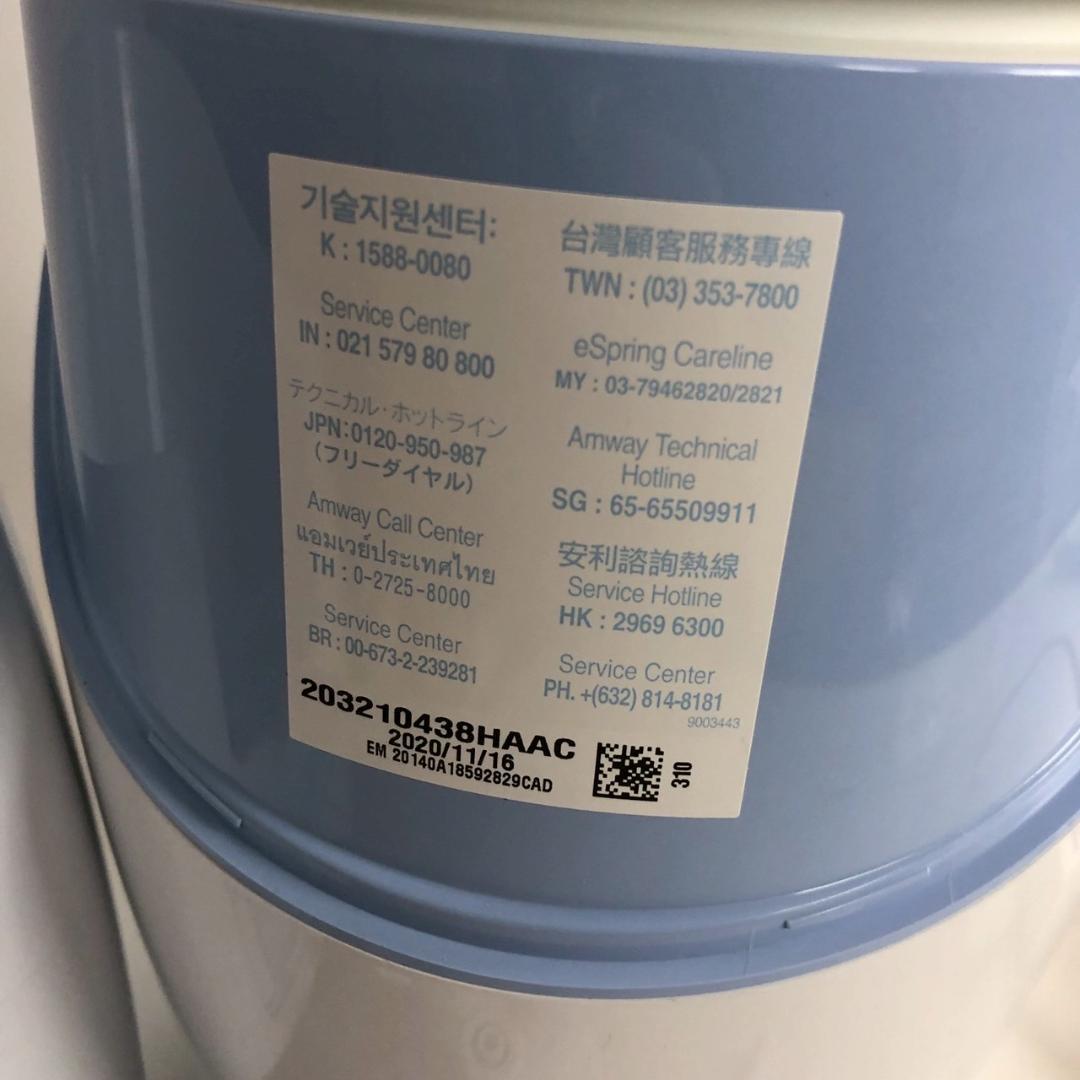 기술지원센터:
K : 1588-0080
Service Center
IN : 021 579 80 800
テクニカル・ホットライン
JPN:0120-950-987
(フリーダイヤル)
Amway Call Center
แอมเวย์ประเทศไทย
TH : 0-2725-8000
Service Center
BR : 00-673-2-239281
台灣顧客服務專線
TWN : (03) 353-7800
eSpring Careline
MY : 03-79462820/2821
Amway Technical
Hotline
SG : 65-65509911
安利諮詢熱線
Service Hotline
HK : 2969 6300
Service Center
PH. +(632) 814-8181
9003443
203210438HAAC
2020/11/16
EM 20140A18592829CAD
310